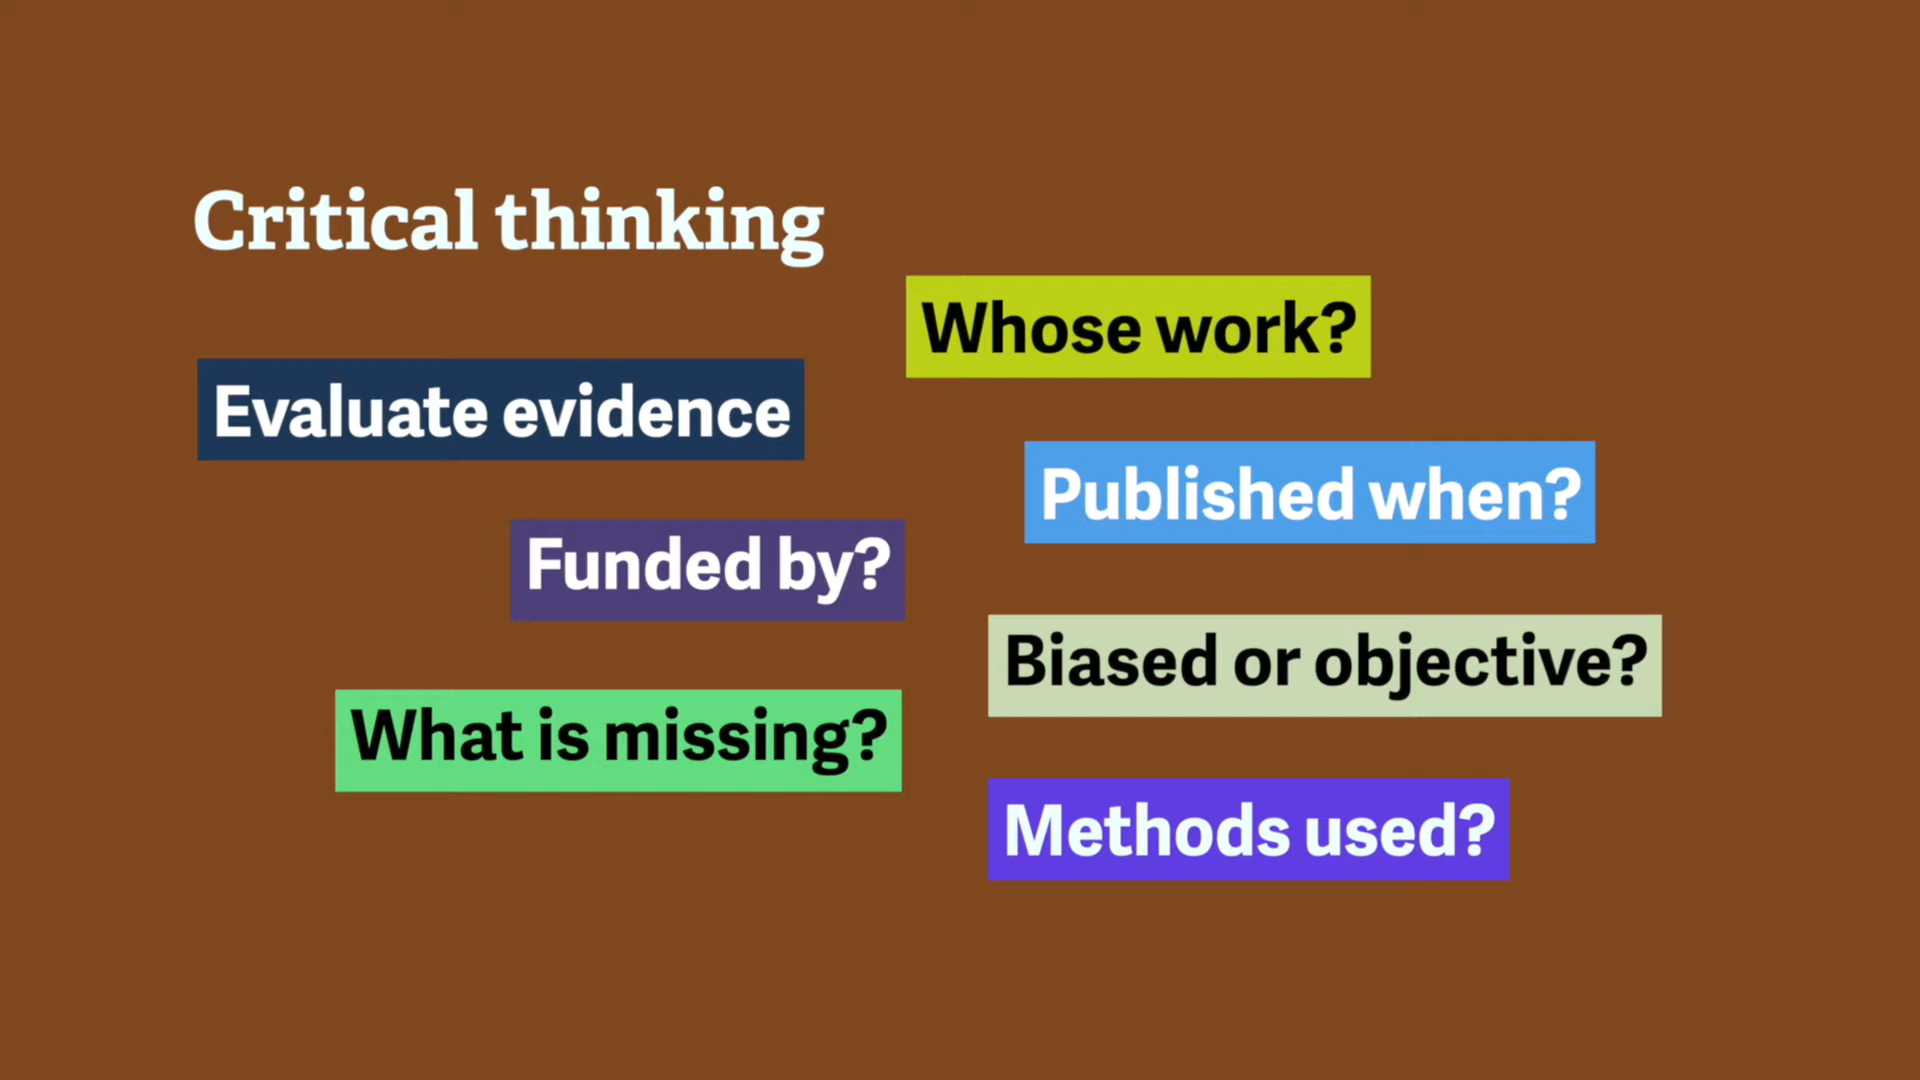 Critical thinking
Whose work?
Evaluate evidence
Published when?
Funded by?
Biased or objective?
What is missing?
Methods used?